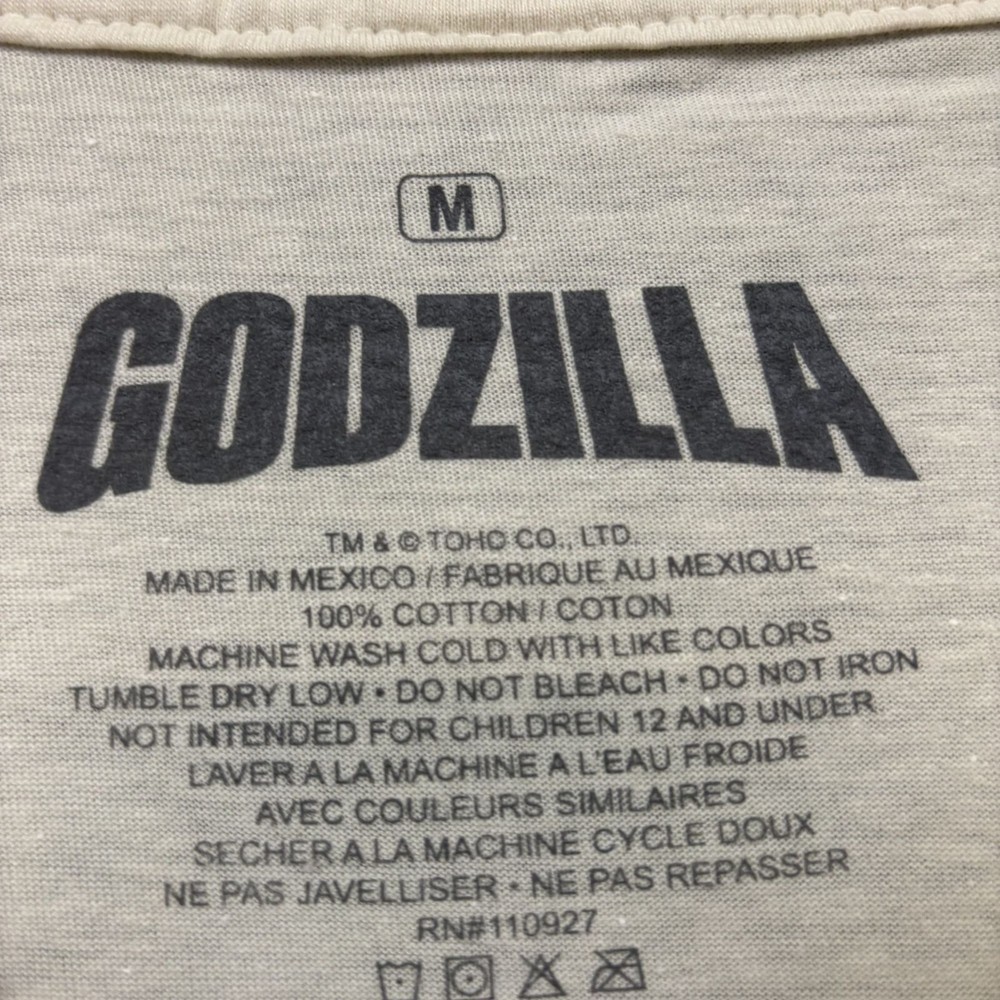 M
GODZILLA
TM & © TOHO CO., LTD.
MADE IN MEXICO / FABRIQUE AU MEXIQUE
100% COTTON / COTON
MACHINE WASH COLD WITH LIKE COLORS
TUMBLE DRY LOW • DO NOT BLEACH • DO NOT IRON
NOT INTENDED FOR CHILDREN 12 AND UNDER
LAVER A LA MACHINE A L'EAU FROIDE
AVEC COULEURS SIMILAIRES
SECHER A LA MACHINE CYCLE DOUX
NE PAS JAVELLISER • NE PAS REPASSER
RN#110927